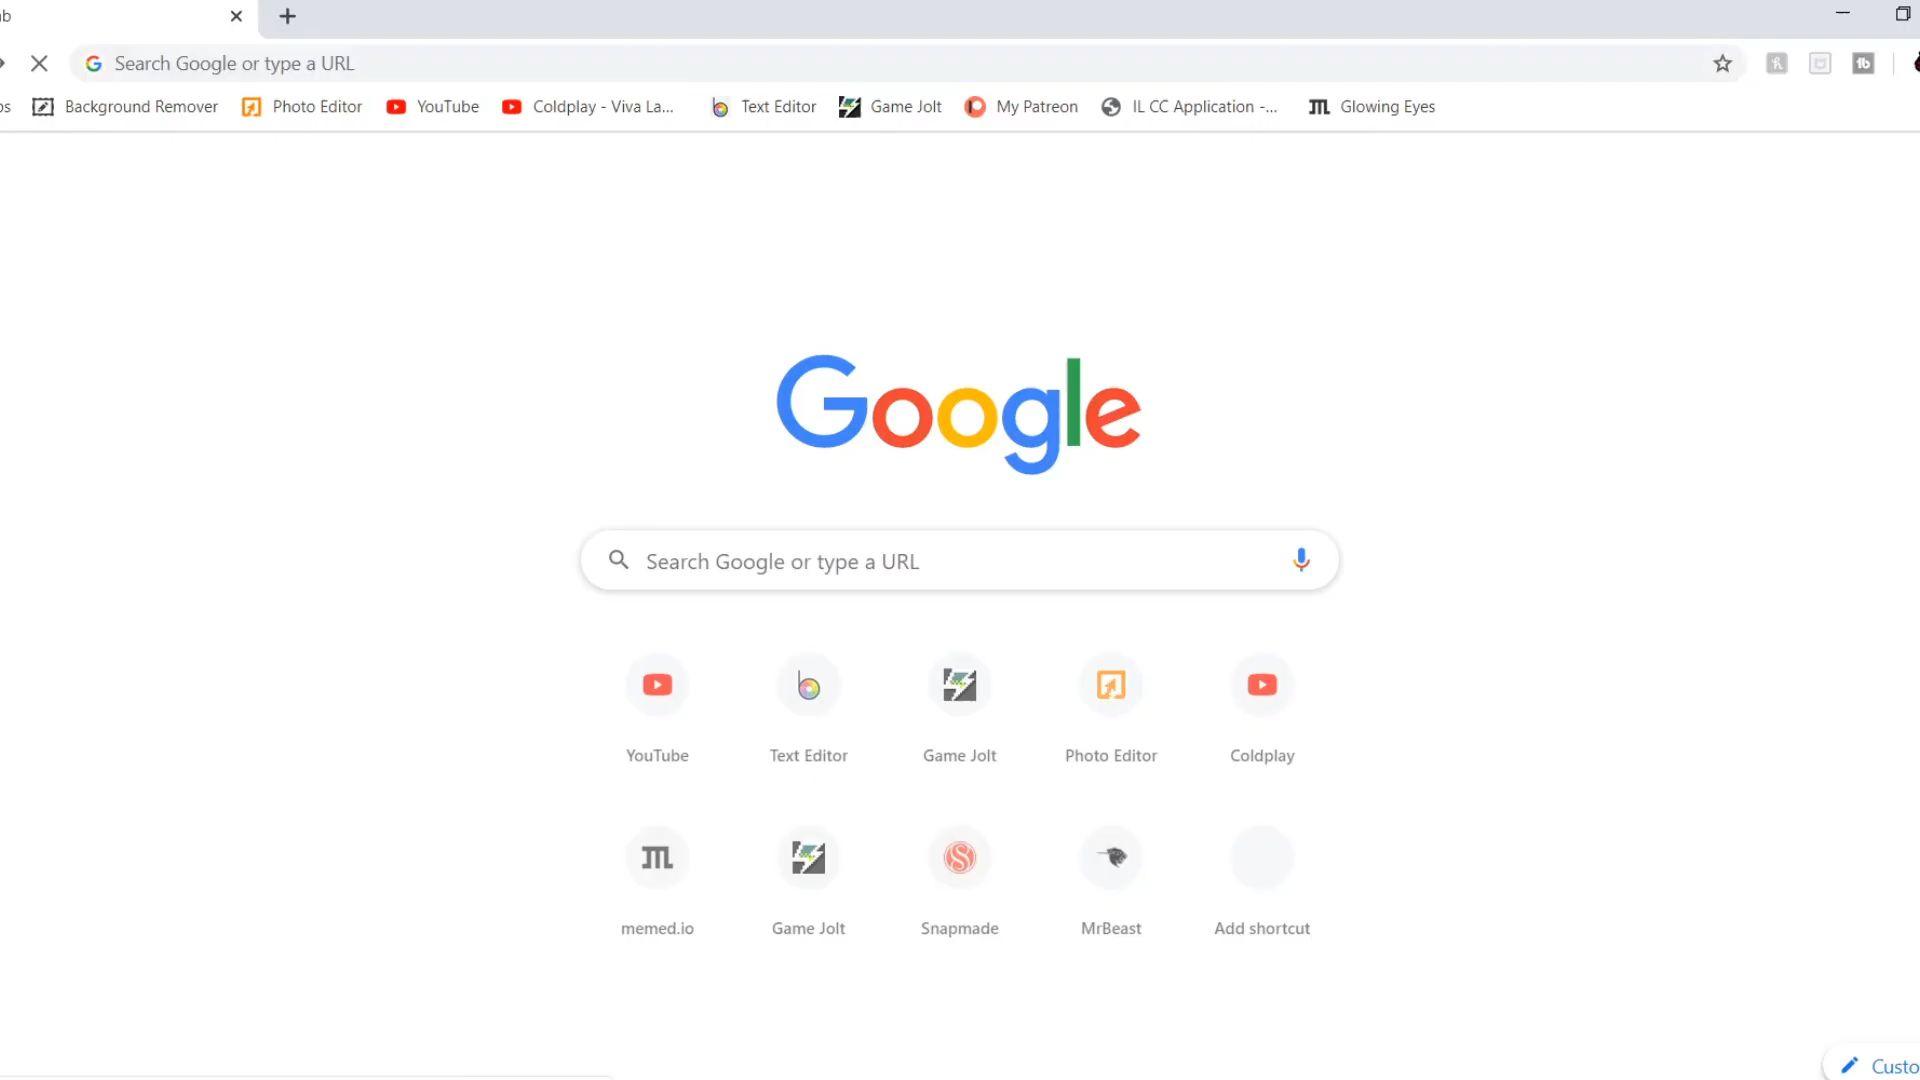 b
Search Google or type a URL
os Background Remover Photo Editor YouTube Coldplay - Viva La... Text Editor Game Jolt My Patreon IL CC Application -... Glowing Eyes
Google
Search Google or type a URL
YouTube Text Editor Game Jolt Photo Editor Coldplay
memed.io Game Jolt Snapmade MrBeast Add shortcut
Custo